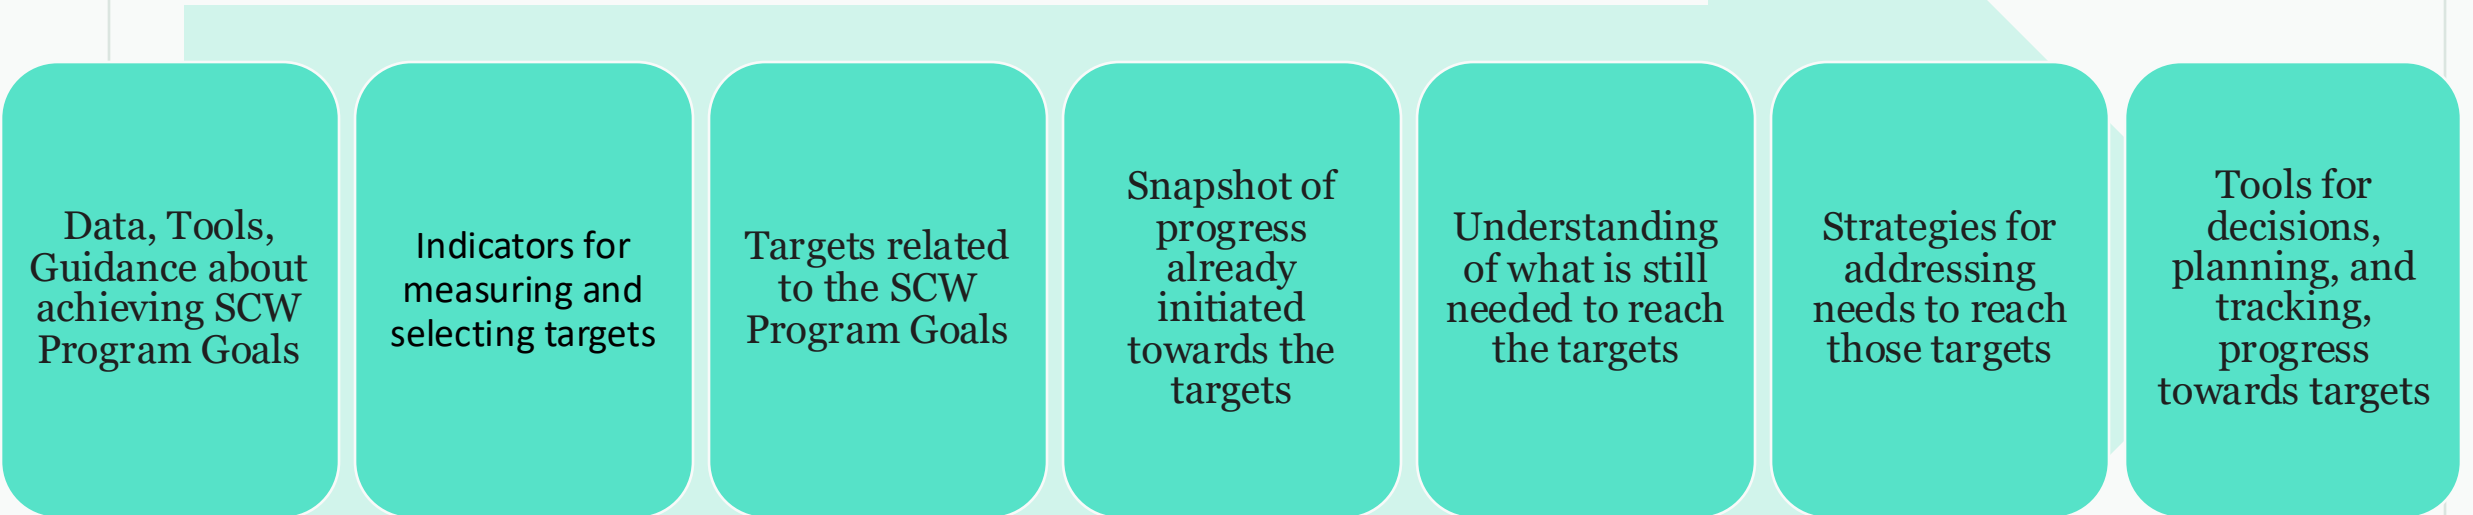 Data, Tools,
Guidance about
achieving SCW
Program Goals
Indicators for
measuring and
selecting targets
Targets related
to the SCW
Program Goals
Snapshot of
progress
already
initiated
towards the
targets
Understanding
of what is still
needed to reach
the targets
Strategies for
addressing
needs to reach
those targets
Tools for
decisions,
planning, and
tracking,
progress
towards targets